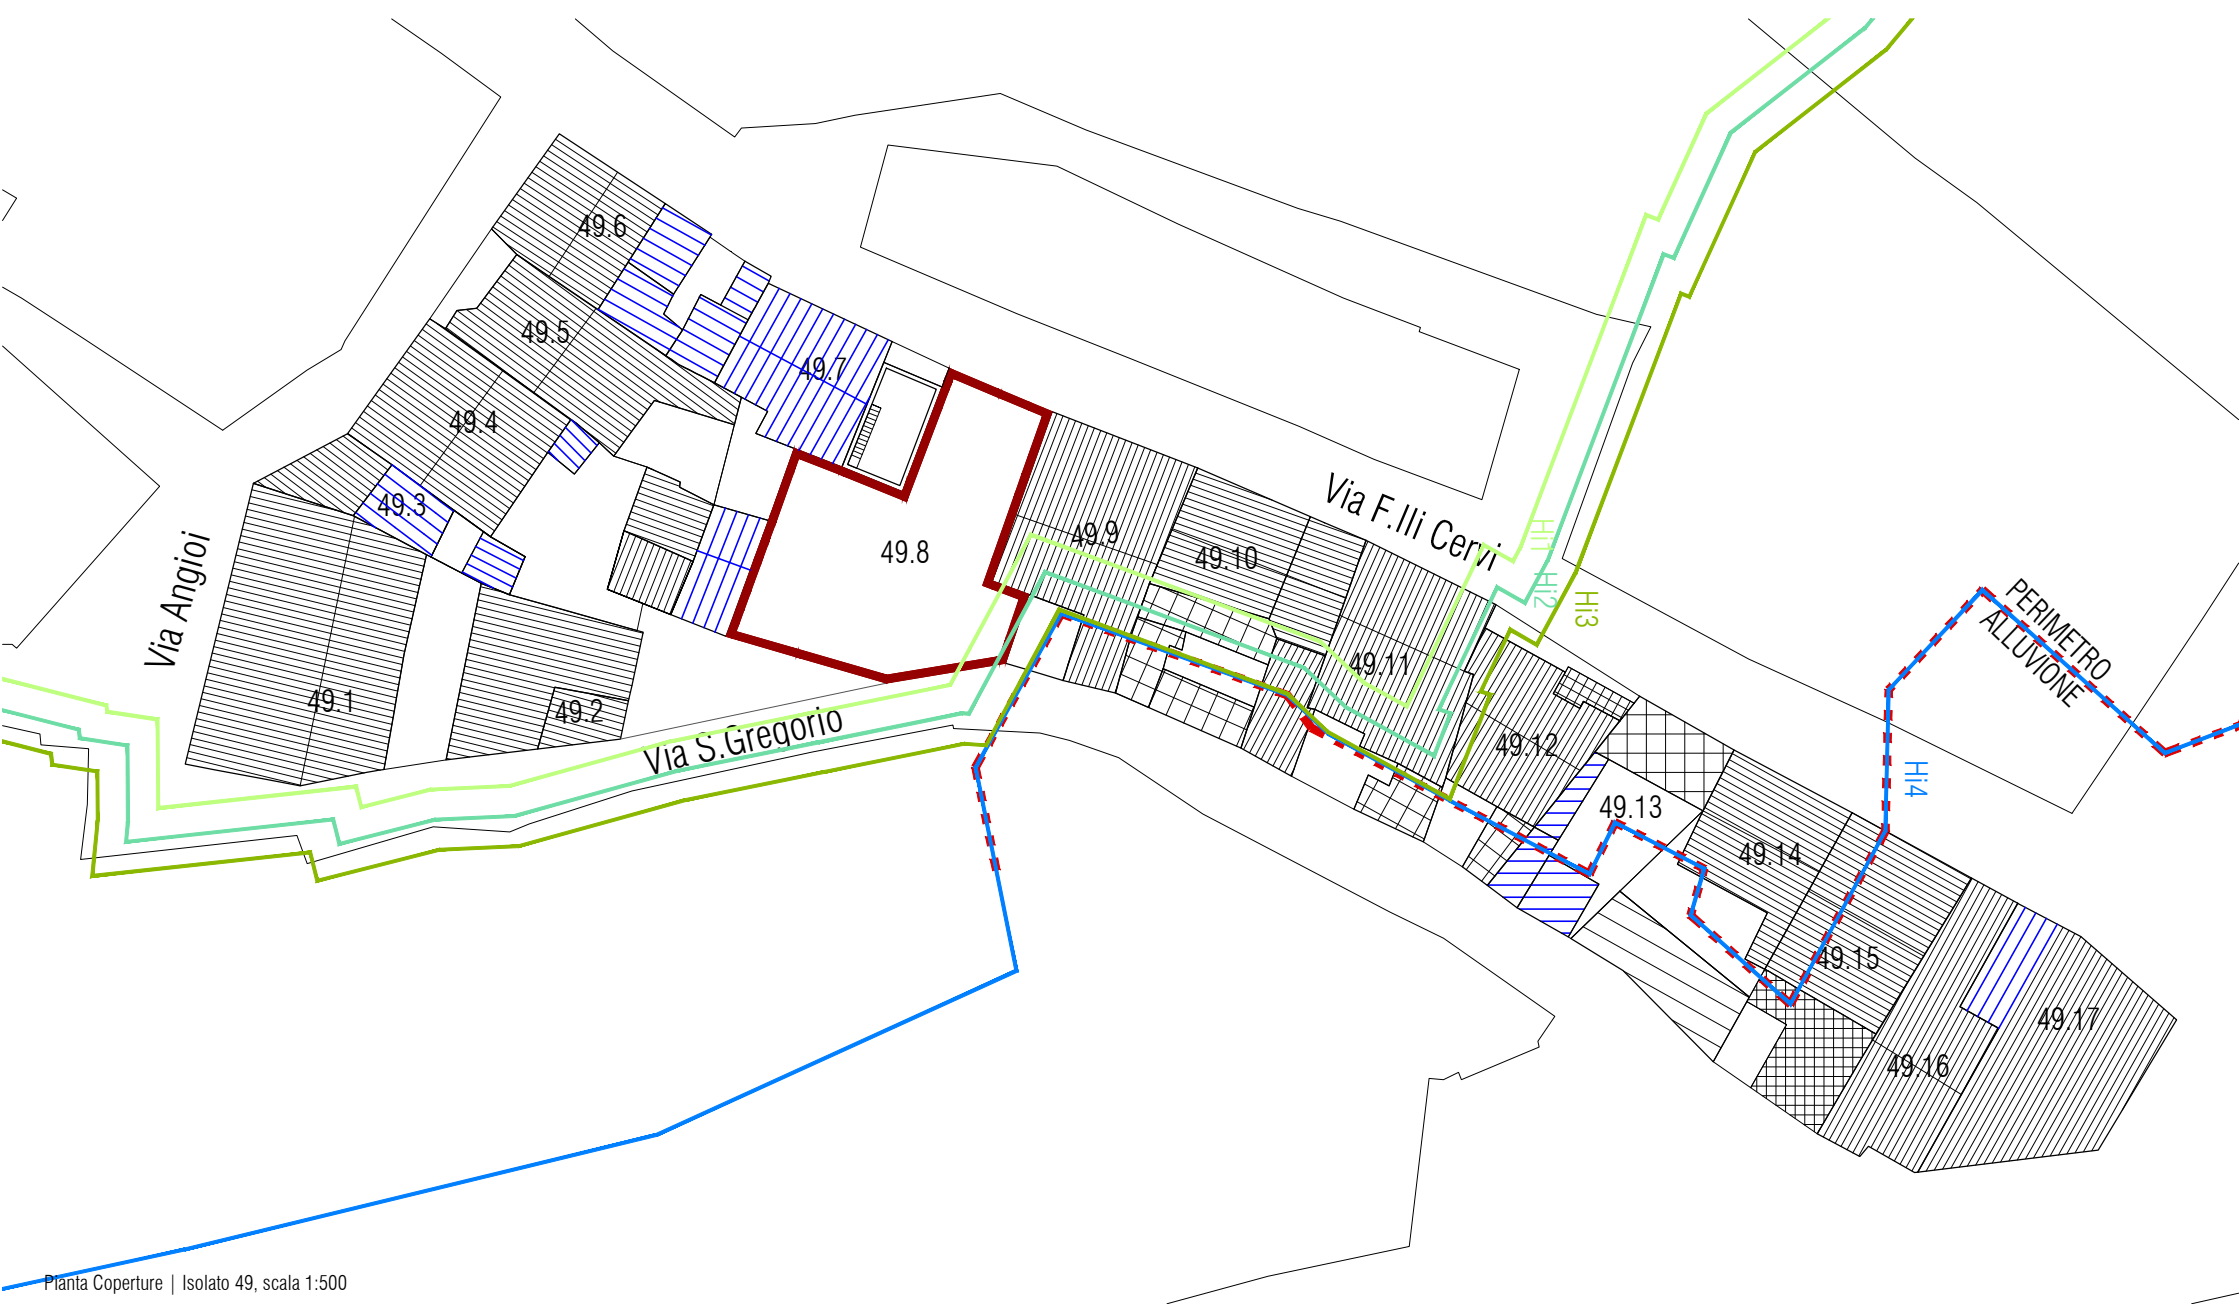 49.6
49.5
49.7
49.4
49.3
49.8
49.9
49.10
Via F.lli Cervi
Hi1
Hi2
Hi3
Via Angioi
49.1
49.2
Via S.Gregorio
49.11
49.12
49.13
49.14
49.15
49.16
49.17
Hi4
PERIMETRO
ALLUVIONE
Pianta Coperture | Isolato 49, scala 1:500